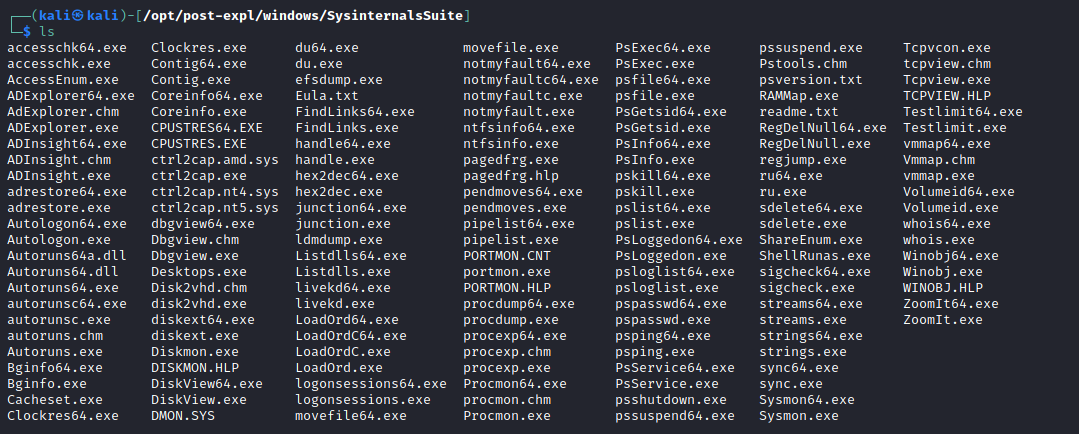 ┌──(kali㉿kali)-[/opt/post-expl/windows/SysinternalsSuite]
└─$ ls
accesschk64.exe Clockres.exe du64.exe movefile.exe PsExec64.exe pssuspend.exe Tcpvcon.exe
accesschk.exe Contig64.exe du.exe notmyfault64.exe PsExec.exe Pstools.chm tcpview.chm
AccessEnum.exe Contig.exe efsdump.exe notmyfaultc64.exe psfile64.exe psversion.txt Tcpview.exe
ADExplorer64.exe Coreinfo64.exe Eula.txt notmyfaultc.exe psfile.exe RAMMap.exe TCPVIEW.HLP
AdExplorer.chm Coreinfo.exe FindLinks64.exe notmyfault.exe PsGetsid64.exe readme.txt Testlimit64.exe
ADExplorer.exe CPUSTRES64.EXE FindLinks.exe ntfsinfo64.exe PsGetsid.exe RegDelNull64.exe Testlimit.exe
ADInsight64.exe CPUSTRES.EXE handle64.exe ntfsinfo.exe PsInfo64.exe RegDelNull.exe vmmap64.exe
ADInsight.chm ctrl2cap.amd.sys handle.exe pagedfrg.exe PsInfo.exe regjump.exe Vmmap.chm
ADInsight.exe ctrl2cap.exe hex2dec64.exe pagedfrg.hlp pskill64.exe ru64.exe vmmap.exe
adrestore64.exe ctrl2cap.nt4.sys hex2dec.exe pendmoves64.exe pskill.exe ru.exe Volumeid64.exe
adrestore.exe ctrl2cap.nt5.sys junction64.exe pendmoves.exe pslist64.exe sdelete64.exe Volumeid.exe
Autologon64.exe dbgview64.exe junction.exe pipelist64.exe pslist.exe sdelete.exe whois64.exe
Autologon.exe Dbgview.chm ldmdump.exe pipelist.exe PsLoggedon64.exe ShareEnum.exe whois.exe
Autoruns64a.dll Dbgview.exe Listdlls64.exe PORTMON.CNT PsLoggedon.exe ShellRunas.exe Winobj64.exe
Autoruns64.dll Desktops.exe Listdlls.exe portmon.exe psloglist64.exe sigcheck64.exe Winobj.exe
Autoruns64.exe Disk2vhd.chm livekd64.exe PORTMON.HLP psloglist.exe sigcheck.exe WINOBJ.HLP
autorunsc64.exe disk2vhd.exe livekd.exe procdump64.exe pspasswd64.exe streams64.exe ZoomIt64.exe
autorunsc.exe diskext64.exe LoadOrd64.exe procdump.exe pspasswd.exe streams.exe ZoomIt.exe
autoruns.chm diskext.exe LoadOrdC64.exe procexp64.exe psping64.exe strings64.exe
Autoruns.exe Diskmon.exe LoadOrdC.exe procexp.chm psping.exe strings.exe
Bginfo64.exe DISKMON.HLP LoadOrd.exe procexp.exe PsService64.exe sync64.exe
Bginfo.exe DiskView64.exe logonsessions64.exe Procmon64.exe PsService.exe sync.exe
Cacheset.exe DiskView.exe logonsessions.exe procmon.chm psshutdown.exe Sysmon64.exe
Clockres64.exe DMON.SYS movefile64.exe Procmon.exe pssuspend64.exe Sysmon.exe